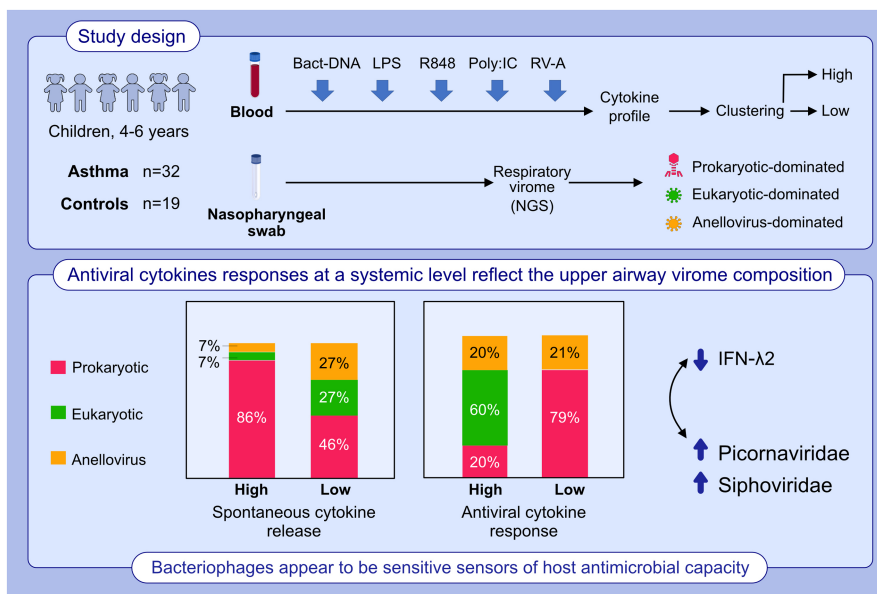 Study design
Children, 4-6 years
Asthma n=32
Controls n=19
Bact-DNA LPS R848 Poly:IC RV-A
Blood
Cytokine
profile
Clustering
High
Low
Nasopharyngeal
swab
Respiratory
virome
(NGS)
Prokaryotic-dominated
Eukaryotic-dominated
Anellovirus-dominated
Antiviral cytokines responses at a systemic level reflect the upper airway virome composition
Prokaryotic
Eukaryotic
Anellovirus
7%
7%
86%
27%
27%
46%
High Low
Spontaneous cytokine
release
20%
60%
20%
21%
79%
High Low
Antiviral cytokine
response
IFN-λ2
Picornaviridae
Siphoviridae
Bacteriophages appear to be sensitive sensors of host antimicrobial capacity